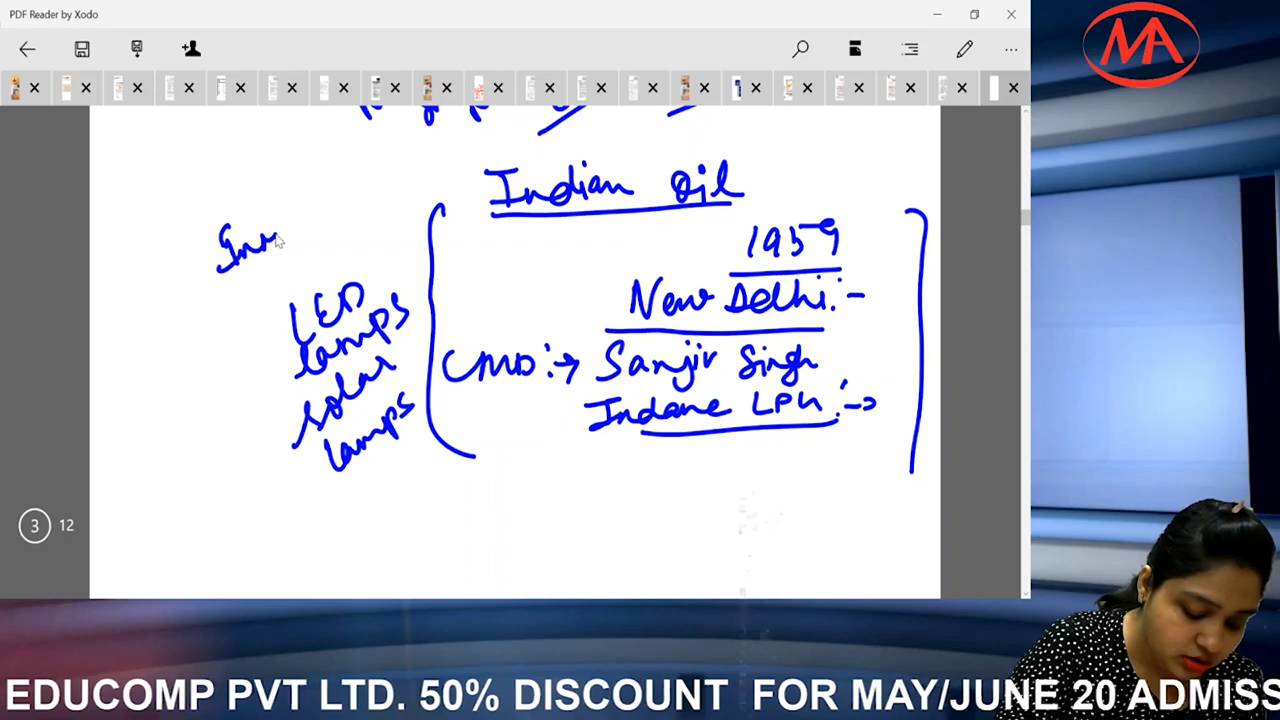 PDF Reader by Xodo
MA
Indian Oil
1959
New Delhi:-
CMD:→ Sanjiv Singh
Indane LPG:→
LED
lamps
solar
lamps
3 12
EDUCOMP PVT LTD. 50% DISCOUNT FOR MAY/JUNE 20 ADMISS